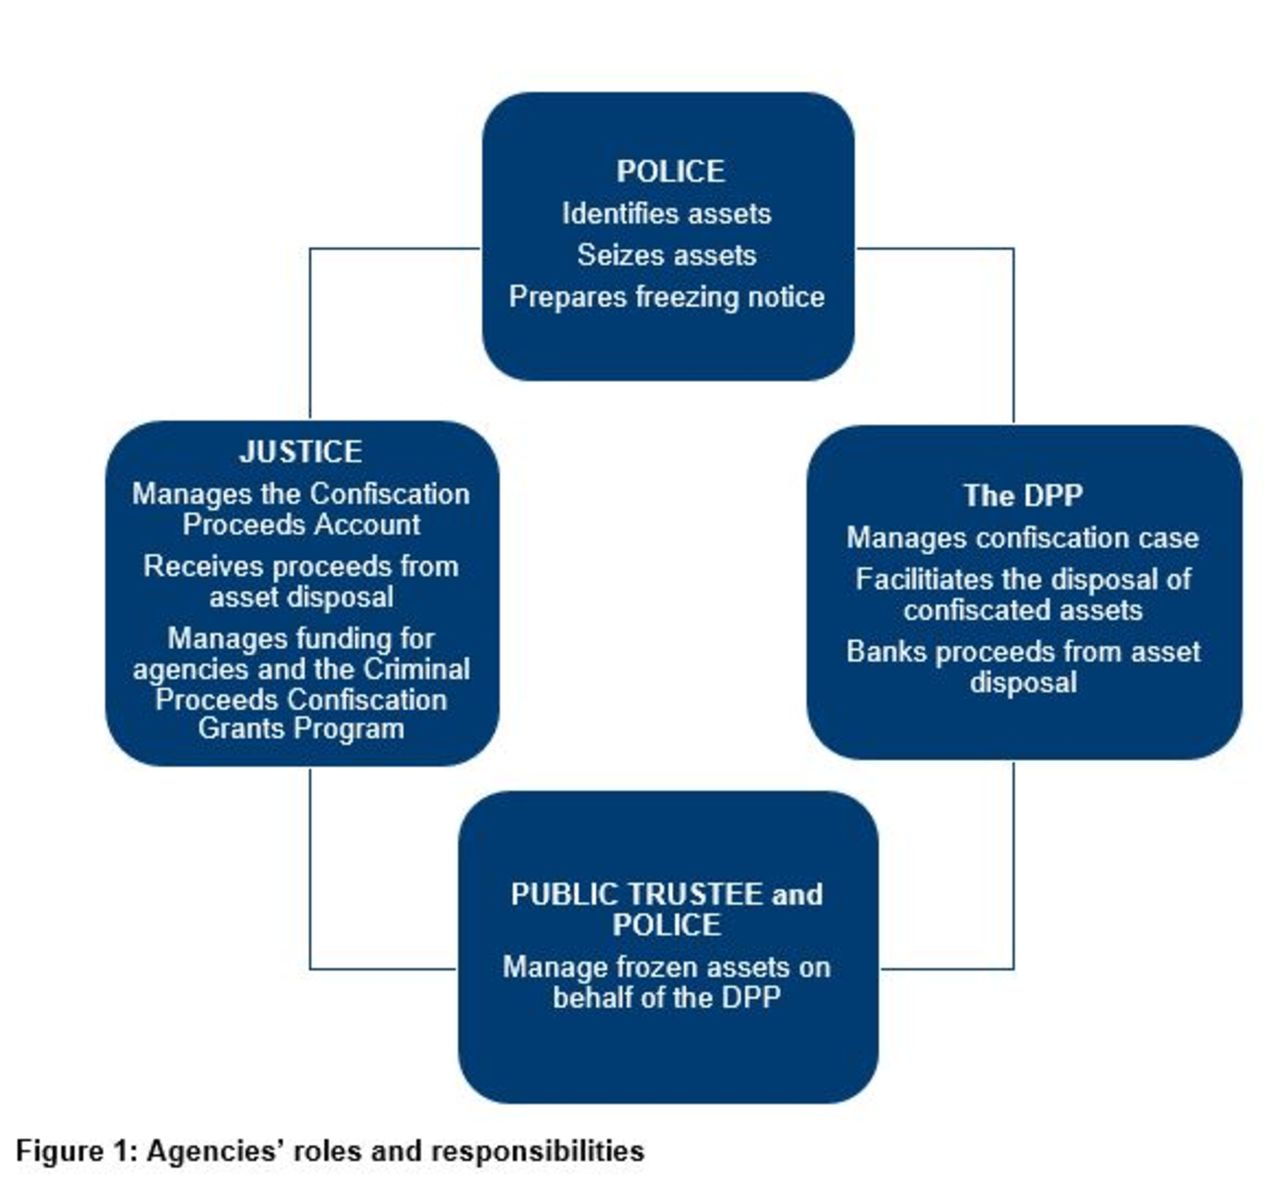 POLICE
Identifies assets
Seizes assets
Prepares freezing notice
JUSTICE
Manages the Confiscation
Proceeds Account
Receives proceeds from
asset disposal
Manages funding for
agencies and the Criminal
Proceeds Confiscation
Grants Program
The DPP
Manages confiscation case
Facilitiates the disposal of
confiscated assets
Banks proceeds from asset
disposal
PUBLIC TRUSTEE and
POLICE
Manage frozen assets on
behalf of the DPP
Figure 1: Agencies’ roles and responsibilities